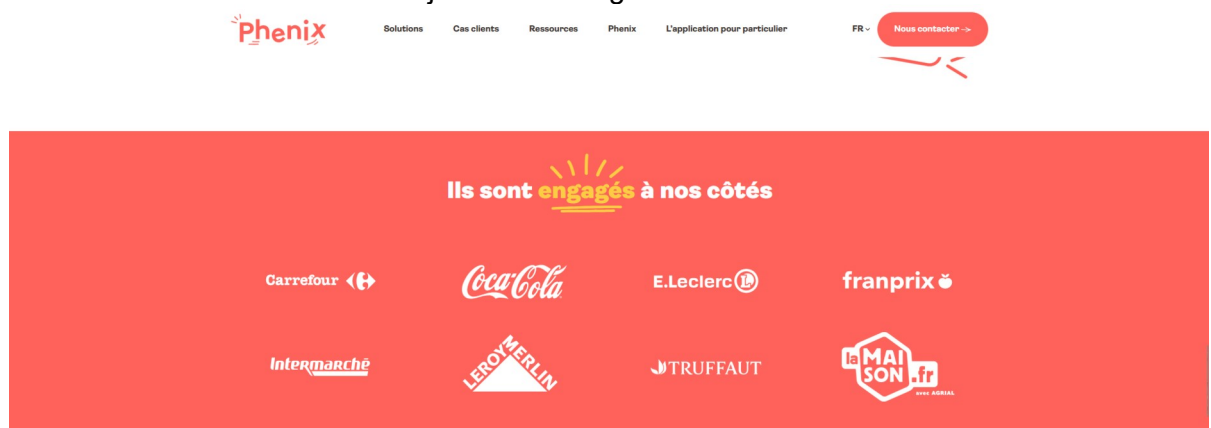 Phenix
Solutions Cas clients Ressources Phenix L'application pour particulier FR Nous contacter
Ils sont engagés à nos côtés
Carrefour Coca-Cola E.Leclerc L franprix
Intermarché LEROY MERLIN TRUFFAUT
la MAI
SON.fr
avec AGRIAL